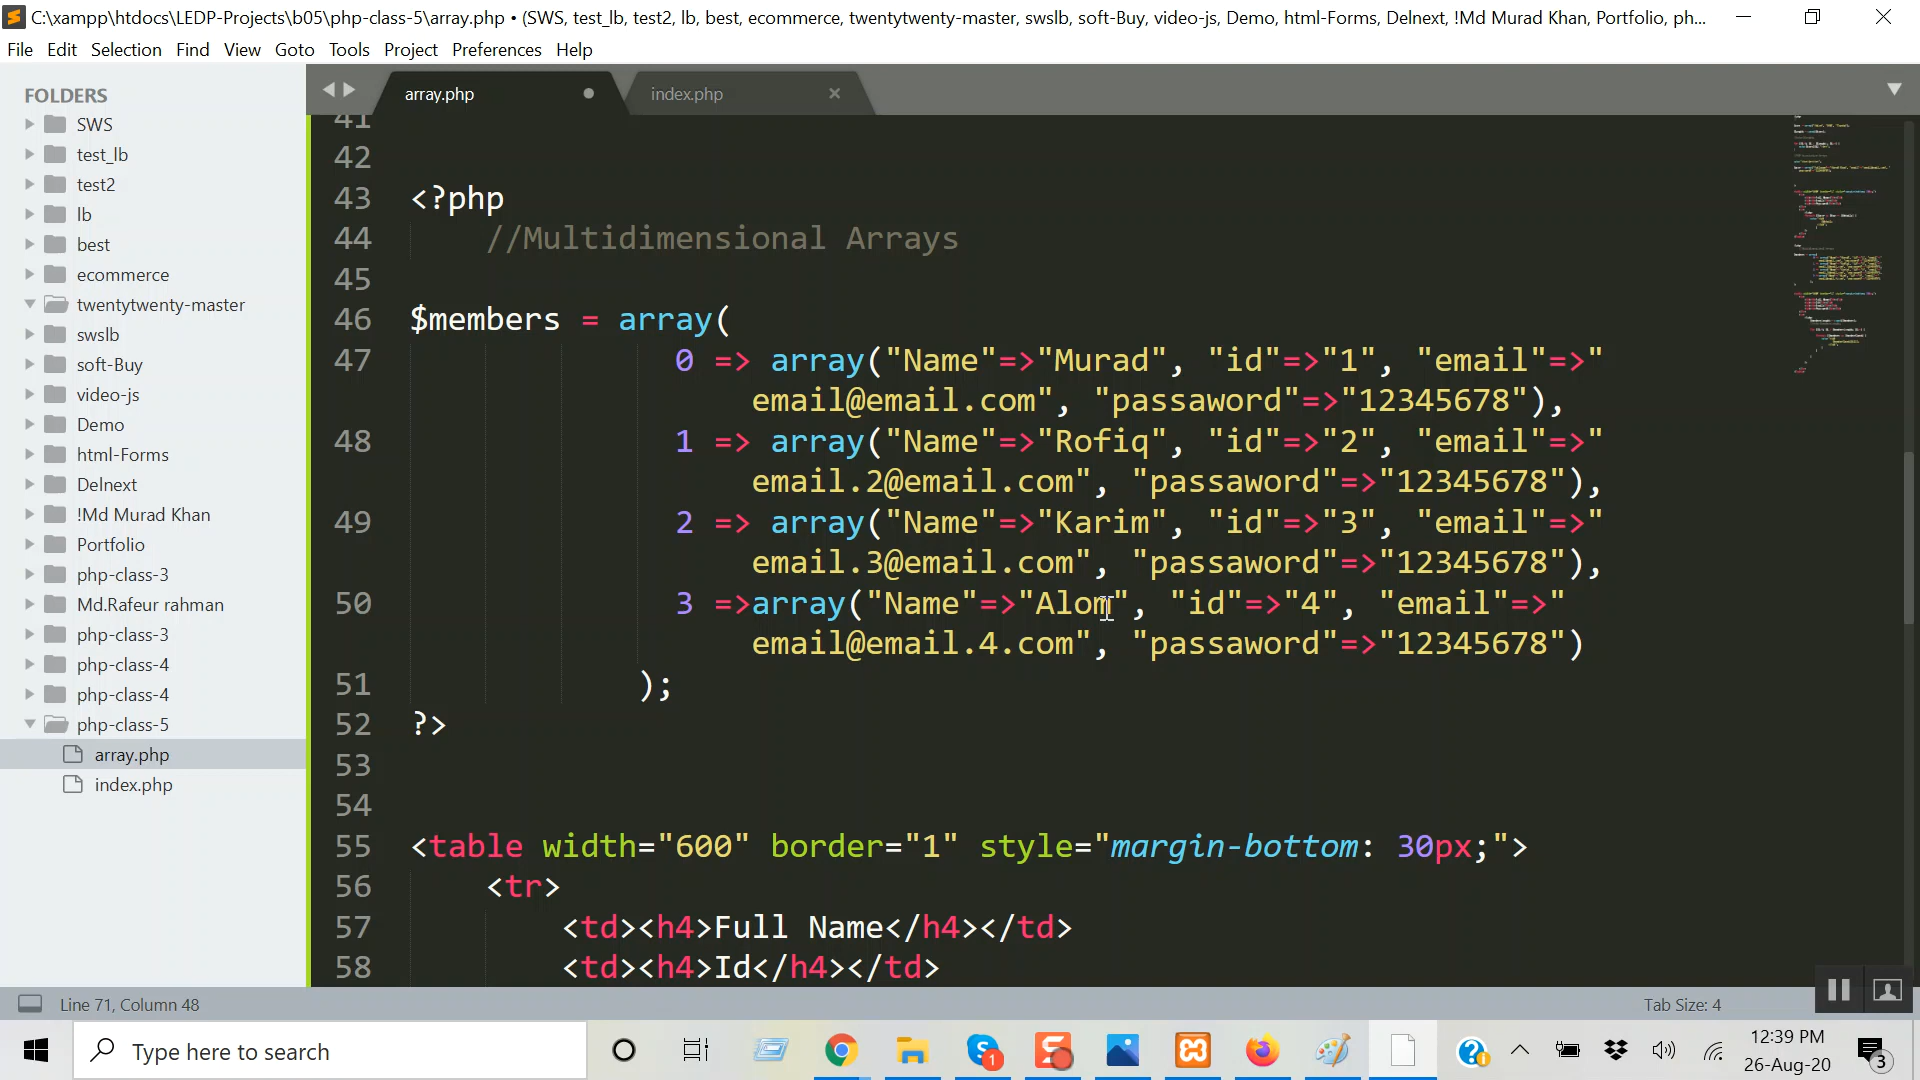 C:\xampp\htdocs\LEDP-Projects\b05\php-class-5\array.php • (SWS, test_lb, test2, lb, best, ecommerce, twentytwenty-master, swslb, soft-Buy, video-js, Demo, html-Forms, Delnext, !Md Murad Khan, Portfolio, ph...
File Edit Selection Find View Goto Tools Project Preferences Help
FOLDERS
SWS
test_lb
test2
lb
best
ecommerce
twentytwenty-master
swslb
soft-Buy
video-js
Demo
html-Forms
Delnext
!Md Murad Khan
Portfolio
php-class-3
Md.Rafeur rahman
php-class-3
php-class-4
php-class-4
php-class-5
array.php
index.php
array.php
index.php
41
42
43 <?php
44 //Multidimensional Arrays
45
46 $members = array(
47 0 => array("Name"=>"Murad", "id"=>"1", "email"=>"
email@email.com", "passaword"=>"12345678"),
48 1 => array("Name"=>"Rofiq", "id"=>"2", "email"=>"
email.2@email.com", "passaword"=>"12345678"),
49 2 => array("Name"=>"Karim", "id"=>"3", "email"=>"
email.3@email.com", "passaword"=>"12345678"),
50 3 =>array("Name"=>"Alom", "id"=>"4", "email"=>"
email@email.4.com", "passaword"=>"12345678")
51 );
52 ?>
53
54
55 <table width="600" border="1" style="margin-bottom: 30px;">
56 <tr>
57 <td><h4>Full Name</h4></td>
58 <td><h4>Id</h4></td>
Line 71, Column 48
Tab Size: 4
Type here to search
1
12:39 PM
26-Aug-20
3